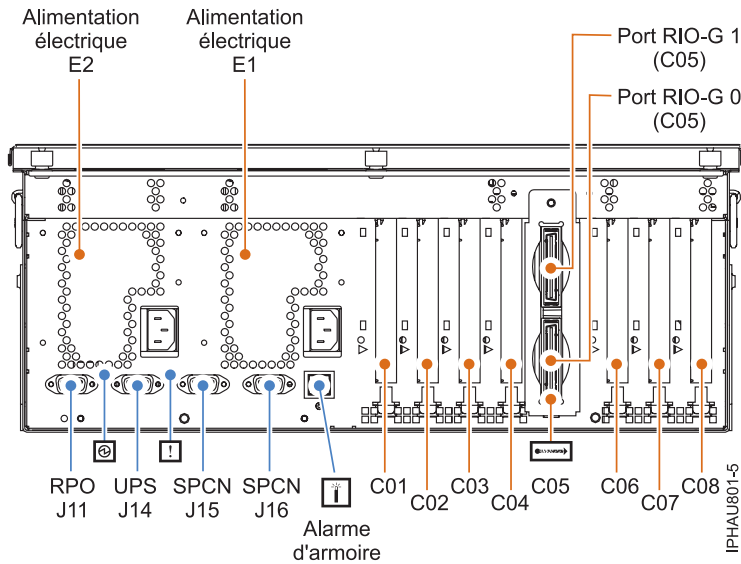 Alimentation
électrique
E2
Alimentation
électrique
E1
Port RIO-G 1
(C05)
Port RIO-G 0
(C05)
!
RPO
J11
UPS
J14
SPCN
J15
SPCN
J16
Alarme
d'armoire
C01
C02
C03
C04
C05
C06
C07
C08
IPHAU801-5